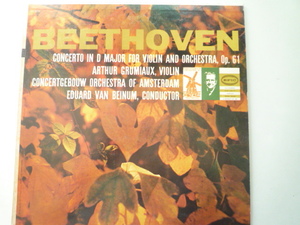 BEETHOVEN
CONCERTO IN D MAJOR FOR VIOLIN AND ORCHESTRA, Op. 61
ARTHUR GRUMIAUX, VIOLIN
CONCERTGEBOUW ORCHESTRA OF AMSTERDAM
EDUARD VAN BEINUM, CONDUCTOR